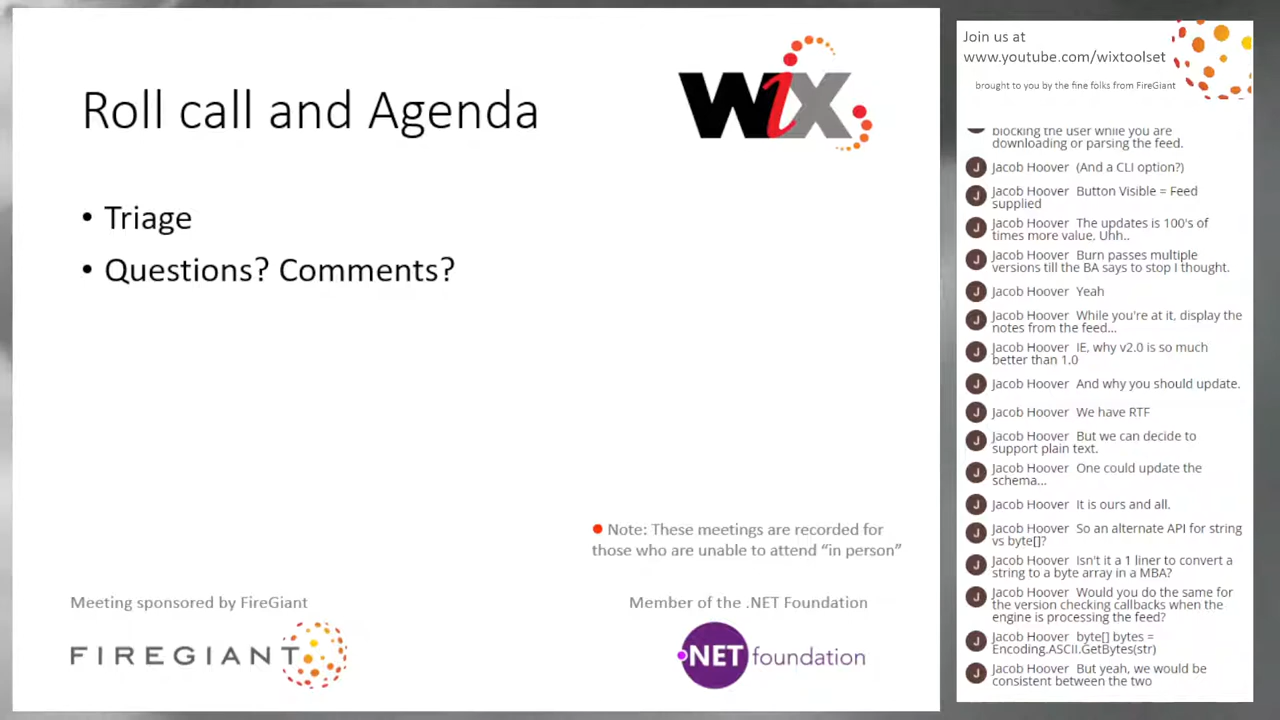 Roll call and Agenda
WiX
• Triage
• Questions? Comments?
Note: These meetings are recorded for
those who are unable to attend “in person”
Meeting sponsored by FireGiant
FIREGIANT
Member of the .NET Foundation
.NET foundation
Join us at
www.youtube.com/wixtoolset
brought to you by the fine folks from FireGiant
blocking the user while you are
downloading or parsing the feed.
J Jacob Hoover (And a CLI option?)
J Jacob Hoover Button Visible = Feed
supplied
J Jacob Hoover The updates is 100's of
times more value, Uhh..
J Jacob Hoover Burn passes multiple
versions till the BA says to stop I thought.
J Jacob Hoover Yeah
J Jacob Hoover While you're at it, display the
notes from the feed...
J Jacob Hoover IE, why v2.0 is so much
better than 1.0
J Jacob Hoover And why you should update.
J Jacob Hoover We have RTF
J Jacob Hoover But we can decide to
support plain text.
J Jacob Hoover One could update the
schema...
J Jacob Hoover It is ours and all.
J Jacob Hoover So an alternate API for string
vs byte[]?
J Jacob Hoover Isn't it a 1 liner to convert a
string to a byte array in a MBA?
J Jacob Hoover Would you do the same for
the version checking callbacks when the
engine is processing the feed?
J Jacob Hoover byte[] bytes =
Encoding.ASCII.GetBytes(str)
J Jacob Hoover But yeah, we would be
consistent between the two